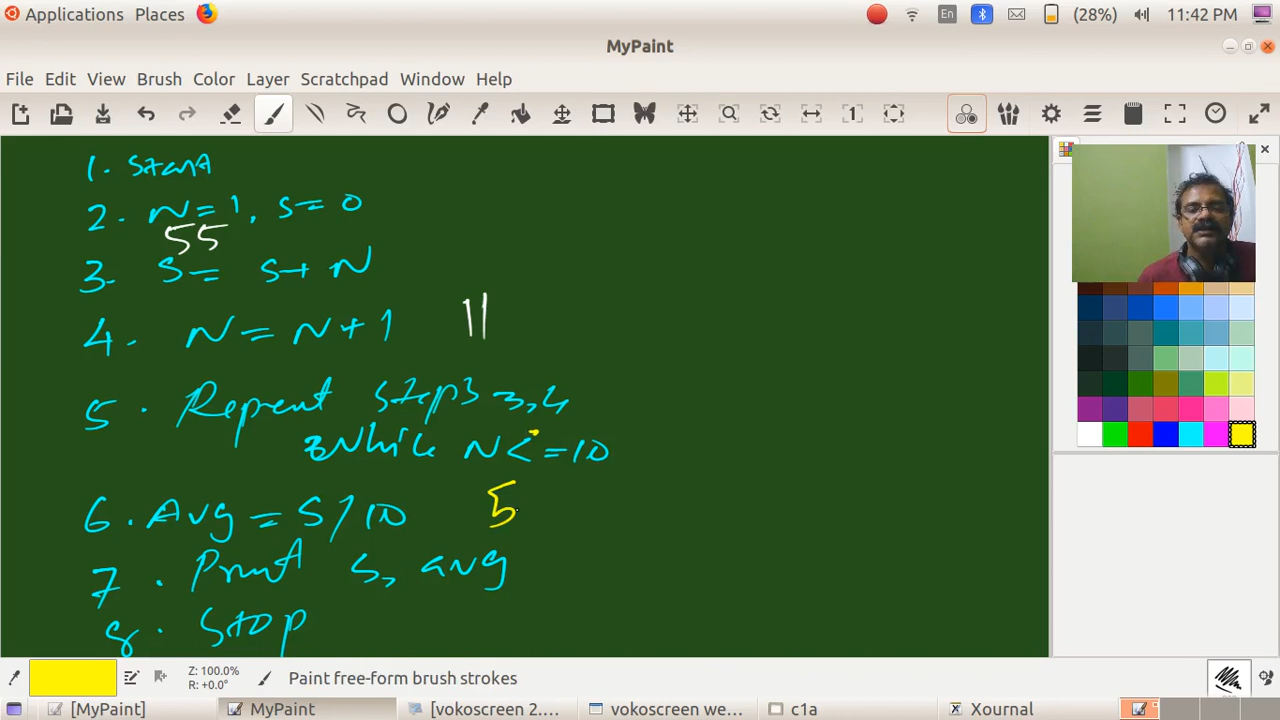 Applications Places En (28%) 11:42 PM
MyPaint
File Edit View Brush Color Layer Scratchpad Window Help
1. Start
2. N=1, S=0
55
3. S= S+N
4. N=N+1 11
5. Repeat steps 3,4
While N<=10
6. Avg = S/10 5.
7. Print S, avg
8. Stop
Z: 100.0%
R: +0.0°
Paint free-form brush strokes
[MyPaint] MyPaint [vokoscreen 2.... vokoscreen we... c1a Xournal